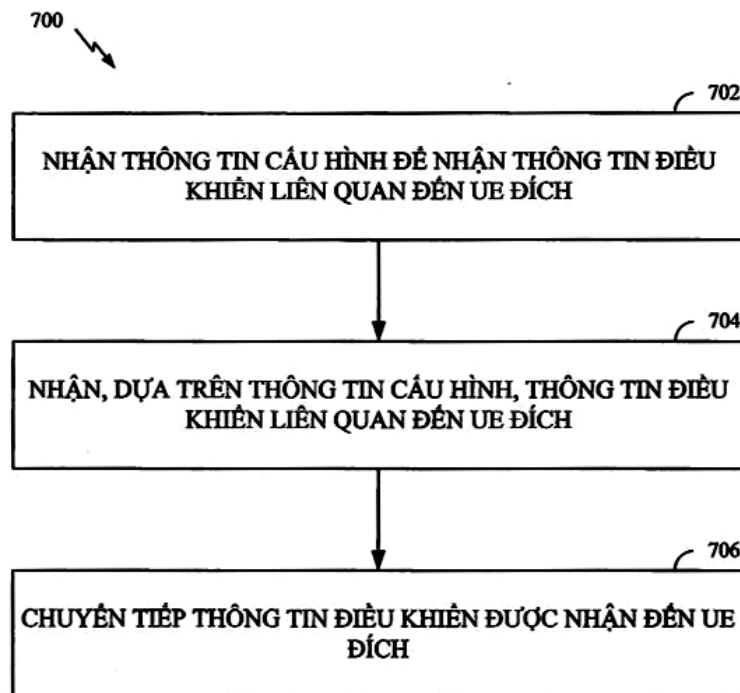 700
702
NHẬN THÔNG TIN CẤU HÌNH ĐỂ NHẬN THÔNG TIN ĐIỀU
KHIỂN LIÊN QUAN ĐẾN UE ĐÍCH
704
NHẬN, DỰA TRÊN THÔNG TIN CẤU HÌNH, THÔNG TIN ĐIỀU
KHIỂN LIÊN QUAN ĐẾN UE ĐÍCH
706
CHUYỂN TIẾP THÔNG TIN ĐIỀU KHIỂN ĐƯỢC NHẬN ĐẾN UE
ĐÍCH